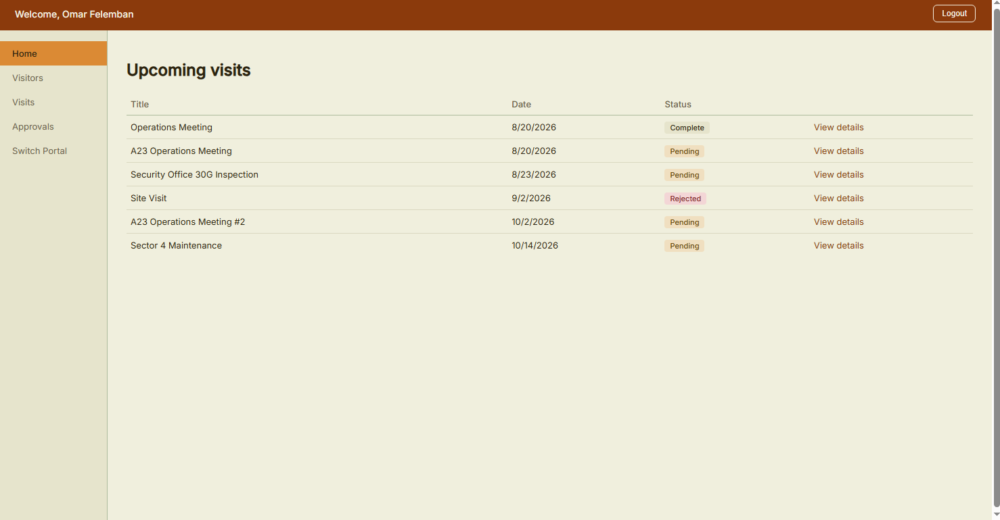 Welcome, Omar Felemban
Logout
Home
Visitors
Visits
Approvals
Switch Portal
Upcoming visits
Title Date Status
Operations Meeting 8/20/2026 Complete View details
A23 Operations Meeting 8/20/2026 Pending View details
Security Office 30G Inspection 8/23/2026 Pending View details
Site Visit 9/2/2026 Rejected View details
A23 Operations Meeting #2 10/2/2026 Pending View details
Sector 4 Maintenance 10/14/2026 Pending View details